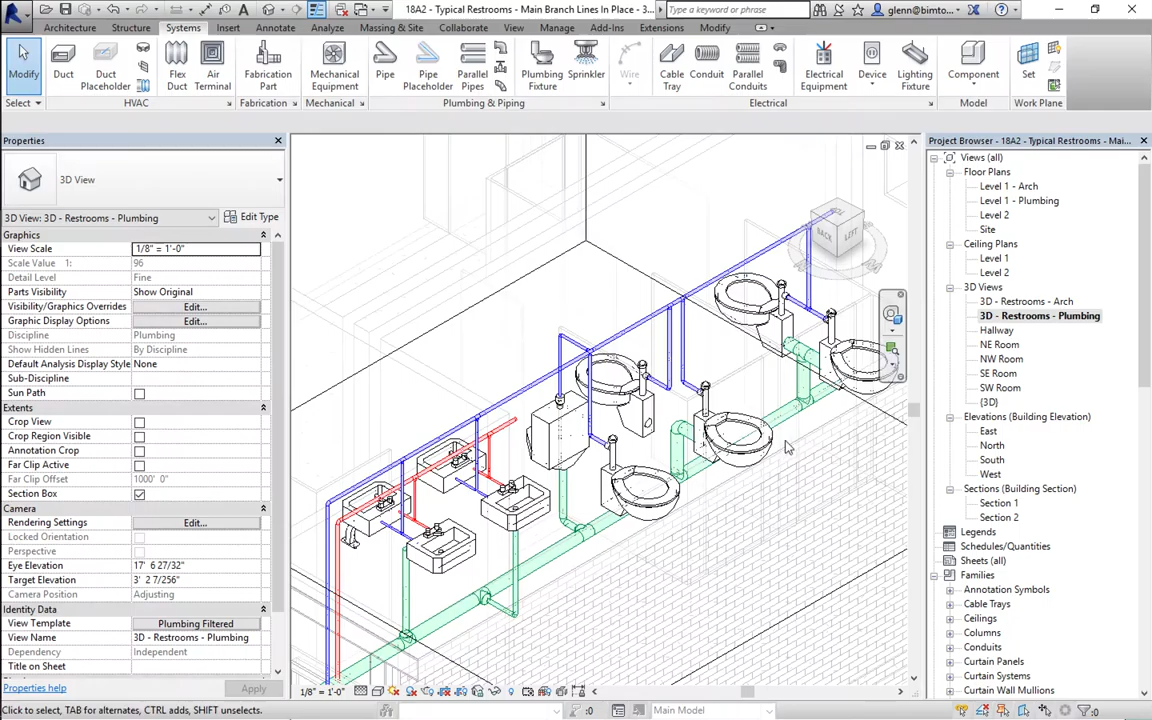 18A2 - Typical Restrooms - Main Branch Lines In Place - 3...
Type a keyword or phrase
glenn@bimto...
Architecture Structure Systems Insert Annotate Analyze Massing & Site Collaborate View Manage Add-Ins Extensions Modify
Modify
Duct
Duct Placeholder
Flex Duct
Air Terminal
Fabrication Part
Mechanical Equipment
Pipe
Pipe Placeholder
Parallel Pipes
Plumbing Fixture
Sprinkler
Wire
Cable Tray
Conduit
Parallel Conduits
Electrical Equipment
Device
Lighting Fixture
Component
Set
Select HVAC Fabrication Mechanical Plumbing & Piping Electrical Model Work Plane
Properties
3D View
3D View: 3D - Restrooms - Plumbing
Edit Type
Graphics
View Scale 1/8" = 1'-0"
Scale Value 1: 96
Detail Level Fine
Parts Visibility Show Original
Visibility/Graphics Overrides Edit...
Graphic Display Options Edit...
Discipline Plumbing
Show Hidden Lines By Discipline
Default Analysis Display Style None
Sub-Discipline
Sun Path
Extents
Crop View
Crop Region Visible
Annotation Crop
Far Clip Active
Far Clip Offset 1000' 0"
Section Box
Camera
Rendering Settings Edit...
Locked Orientation
Perspective
Eye Elevation 17' 6 27/32"
Target Elevation 3' 2 7/256"
Camera Position Adjusting
Identity Data
View Template Plumbing Filtered
View Name 3D - Restrooms - Plumbing
Dependency Independent
Title on Sheet
Properties help
Apply
BACK LEFT
1/8" = 1'-0"
Project Browser - 18A2 - Typical Restrooms - Mai...
Views (all)
Floor Plans
Level 1 - Arch
Level 1 - Plumbing
Level 2
Site
Ceiling Plans
Level 1
Level 2
3D Views
3D - Restrooms - Arch
3D - Restrooms - Plumbing
Hallway
NE Room
NW Room
SE Room
SW Room
{3D}
Elevations (Building Elevation)
East
North
South
West
Sections (Building Section)
Section 1
Section 2
Legends
Schedules/Quantities
Sheets (all)
Families
Annotation Symbols
Cable Trays
Ceilings
Columns
Conduits
Curtain Panels
Curtain Systems
Curtain Wall Mullions
Click to select, TAB for alternates, CTRL adds, SHIFT unselects.
:0
Main Model
:0